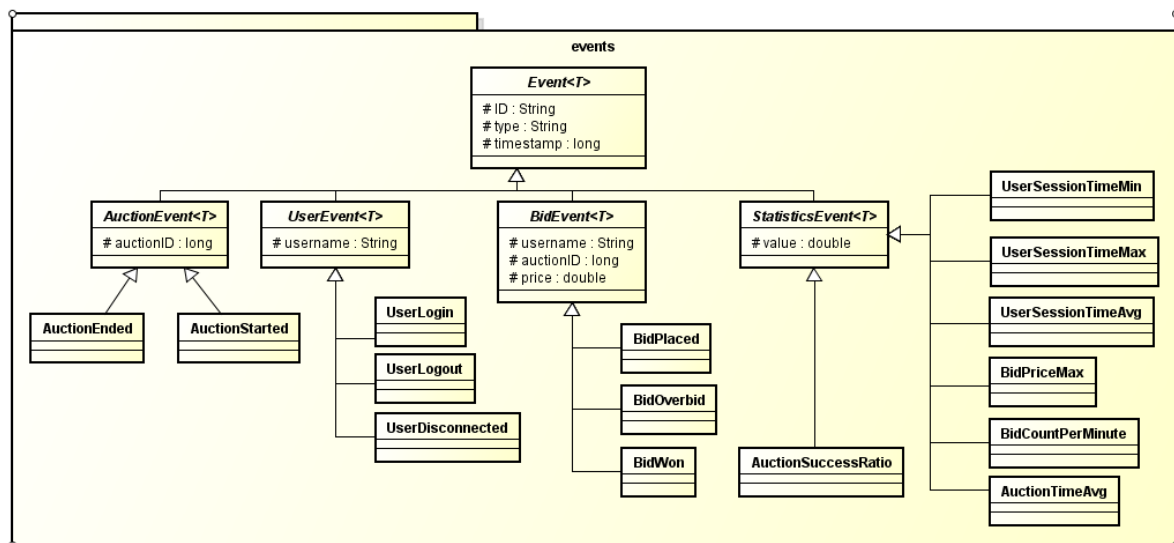 events
Event<T>
# ID : String
# type : String
# timestamp : long
AuctionEvent<T>
# auctionID : long
UserEvent<T>
# username : String
BidEvent<T>
# username : String
# auctionID : long
# price : double
StatisticsEvent<T>
# value : double
AuctionEnded
AuctionStarted
UserLogin
UserLogout
UserDisconnected
BidPlaced
BidOverbid
BidWon
AuctionSuccessRatio
UserSessionTimeMin
UserSessionTimeMax
UserSessionTimeAvg
BidPriceMax
BidCountPerMinute
AuctionTimeAvg